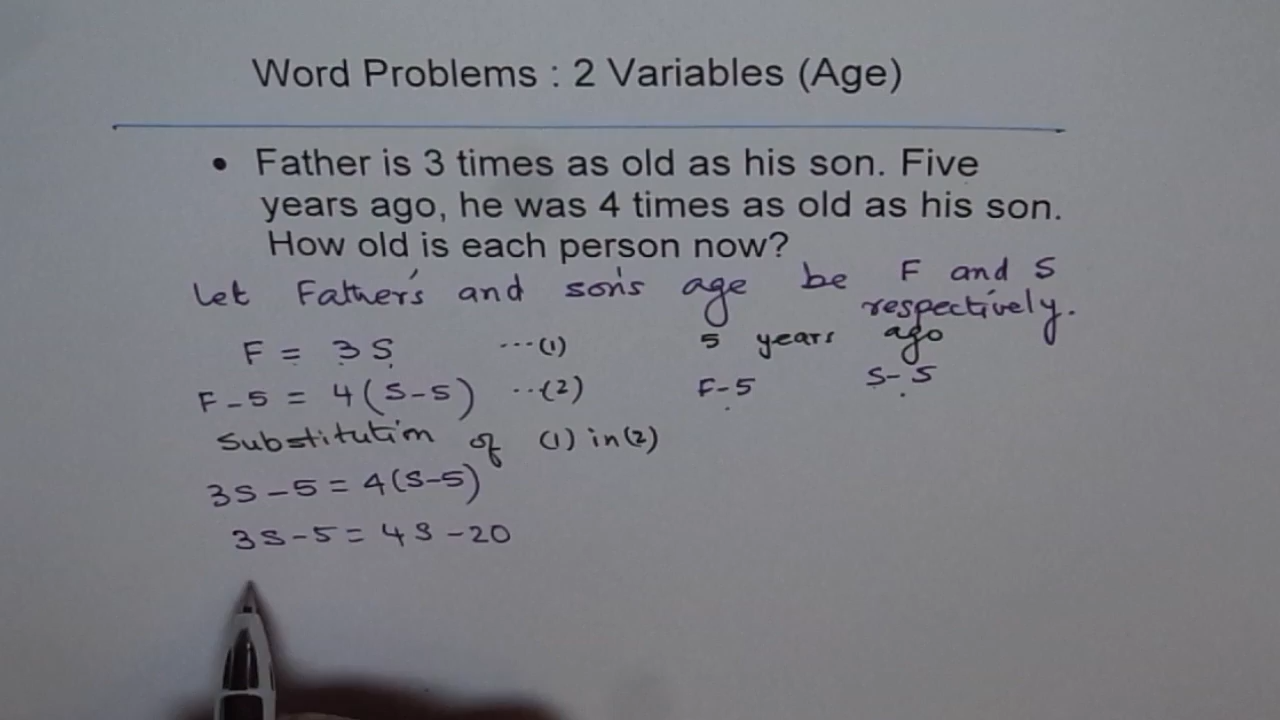 Word Problems : 2 Variables (Age)
• Father is 3 times as old as his son. Five
years ago, he was 4 times as old as his son.
How old is each person now?
Let Father's and son's age be F and S
respectively.
F = 3S ---(1) 5 years ago
F-5 = 4(S-5) --(2) F-5 S-5
Substitution of (1) in (2)
3S-5 = 4(S-5)
3S-5 = 4S-20